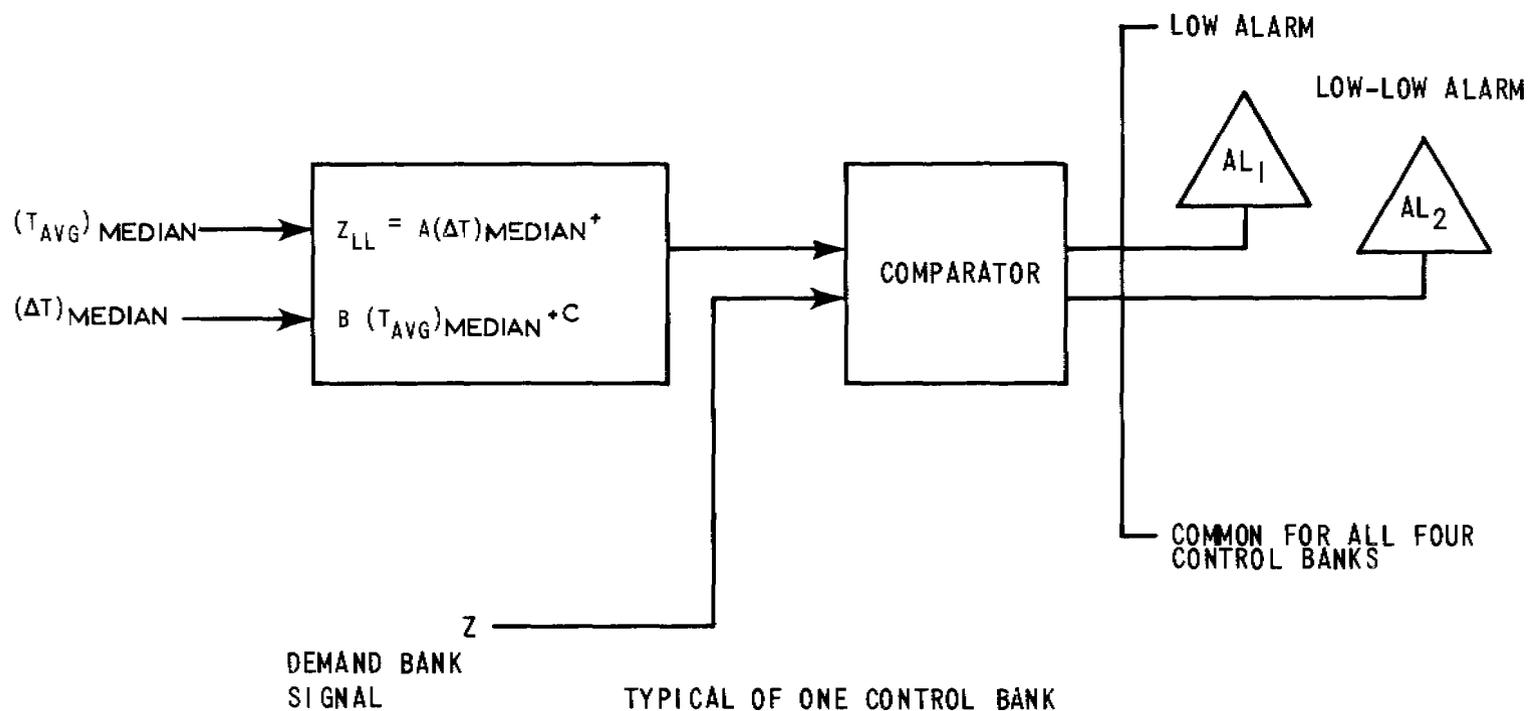 LOW ALARM
LOW-LOW ALARM
AL1
AL2
(TAVG) MEDIAN
ZLL = A(ΔT)MEDIAN+
(ΔT)MEDIAN
B (TAVG)MEDIAN+C
COMPARATOR
COMMON FOR ALL FOUR
CONTROL BANKS
Z
DEMAND BANK
SIGNAL
TYPICAL OF ONE CONTROL BANK